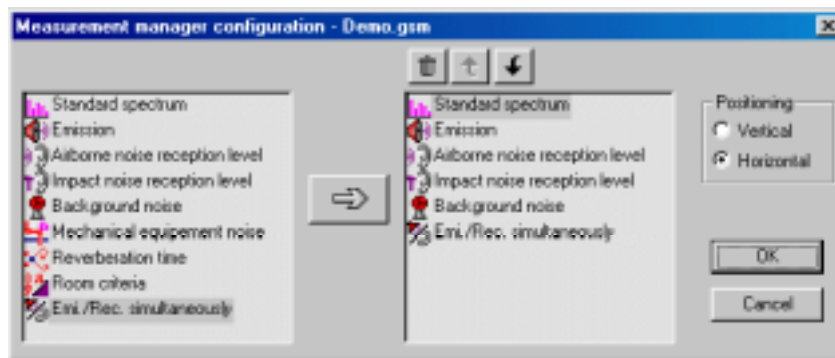 Measurement manager configuration - Demo.gsm
Standard spectrum
Emission
Airborne noise reception level
Impact noise reception level
Background noise
Mechanical equipement noise
Reverberation time
Room criteria
Emi./Rec. simultaneously
Standard spectrum
Emission
Airborne noise reception level
Impact noise reception level
Background noise
Emi./Rec. simultaneously
Positioning
Vertical
Horizontal
OK
Cancel